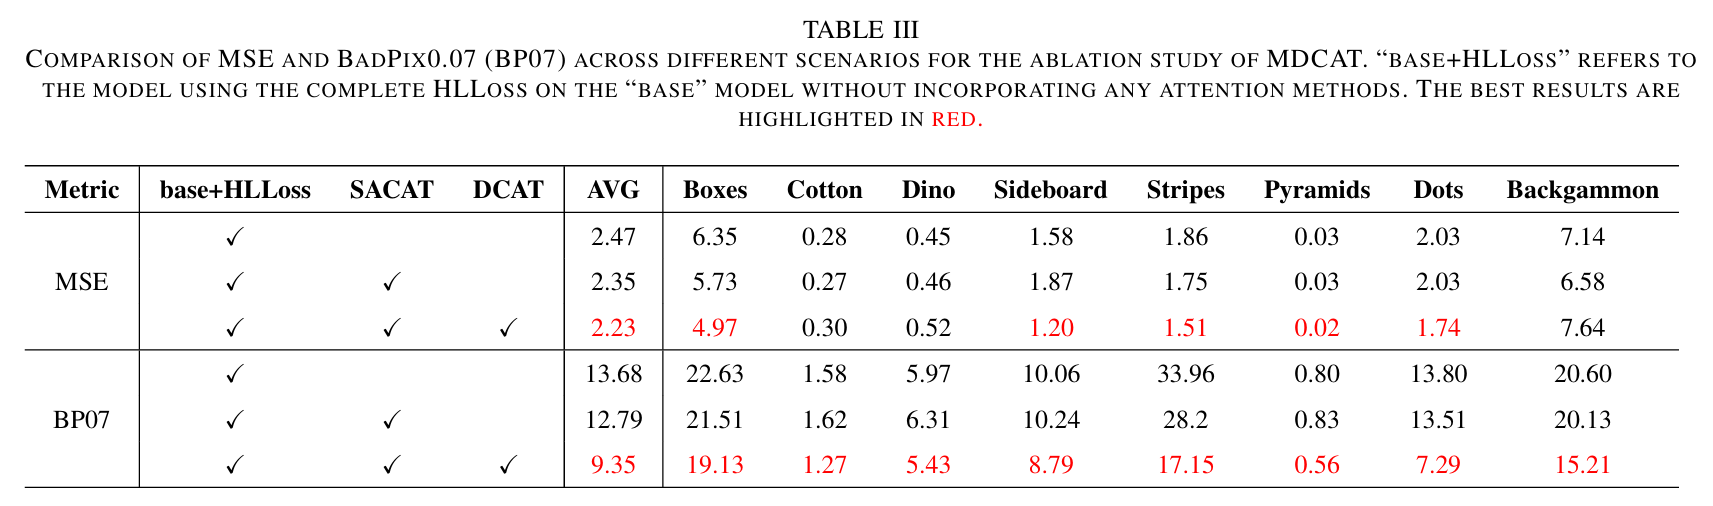 TABLE III
COMPARISON OF MSE AND BADPIX0.07 (BP07) ACROSS DIFFERENT SCENARIOS FOR THE ABLATION STUDY OF MDCAT. “BASE+HLLOSS” REFERS TO
THE MODEL USING THE COMPLETE HLLOSS ON THE “BASE” MODEL WITHOUT INCORPORATING ANY ATTENTION METHODS. THE BEST RESULTS ARE
HIGHLIGHTED IN RED.
Metric base+HLLoss SACAT DCAT AVG Boxes Cotton Dino Sideboard Stripes Pyramids Dots Backgammon
✓ 2.47 6.35 0.28 0.45 1.58 1.86 0.03 2.03 7.14
MSE ✓ ✓ 2.35 5.73 0.27 0.46 1.87 1.75 0.03 2.03 6.58
✓ ✓ ✓ 2.23 4.97 0.30 0.52 1.20 1.51 0.02 1.74 7.64
✓ 13.68 22.63 1.58 5.97 10.06 33.96 0.80 13.80 20.60
BP07 ✓ ✓ 12.79 21.51 1.62 6.31 10.24 28.2 0.83 13.51 20.13
✓ ✓ ✓ 9.35 19.13 1.27 5.43 8.79 17.15 0.56 7.29 15.21